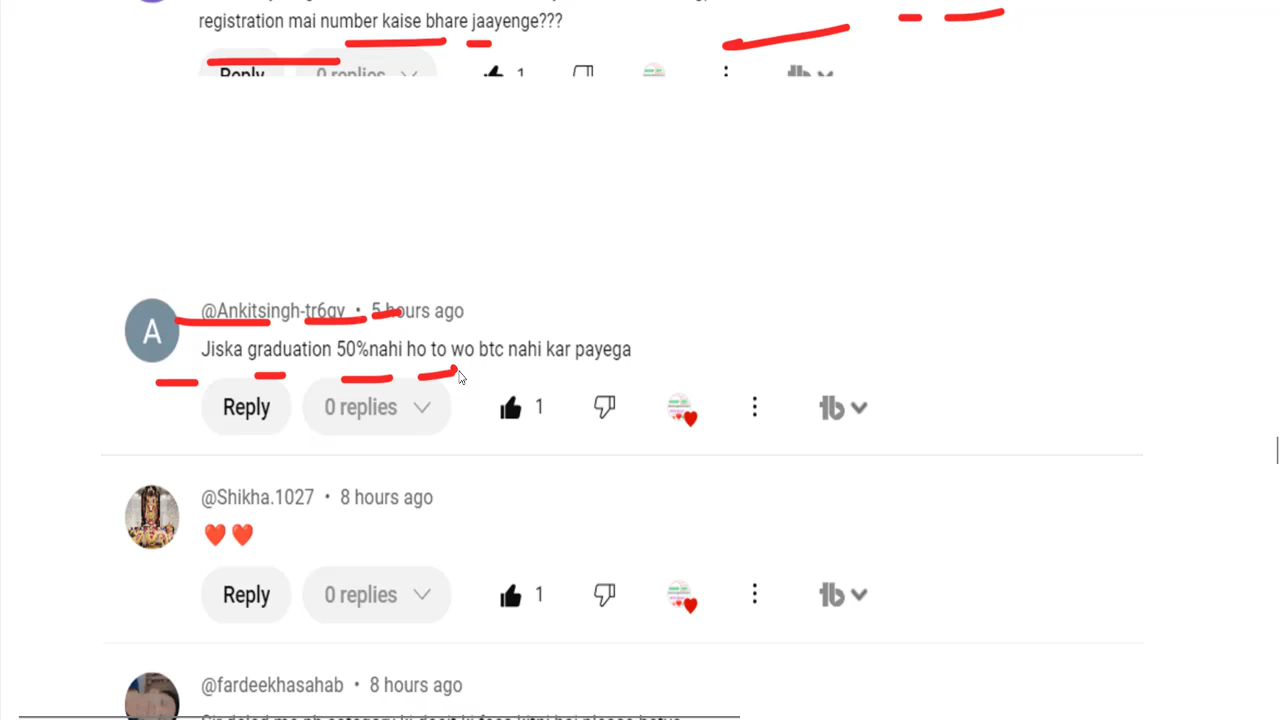 registration mai number kaise bhare jaayenge???
Reply 0 replies 1
@Ankitsingh-tr6qv • 5 hours ago
Jiska graduation 50%nahi ho to wo btc nahi kar payega
Reply 0 replies 1
@Shikha.1027 • 8 hours ago
Reply 0 replies 1
@fardeekhasahab • 8 hours ago